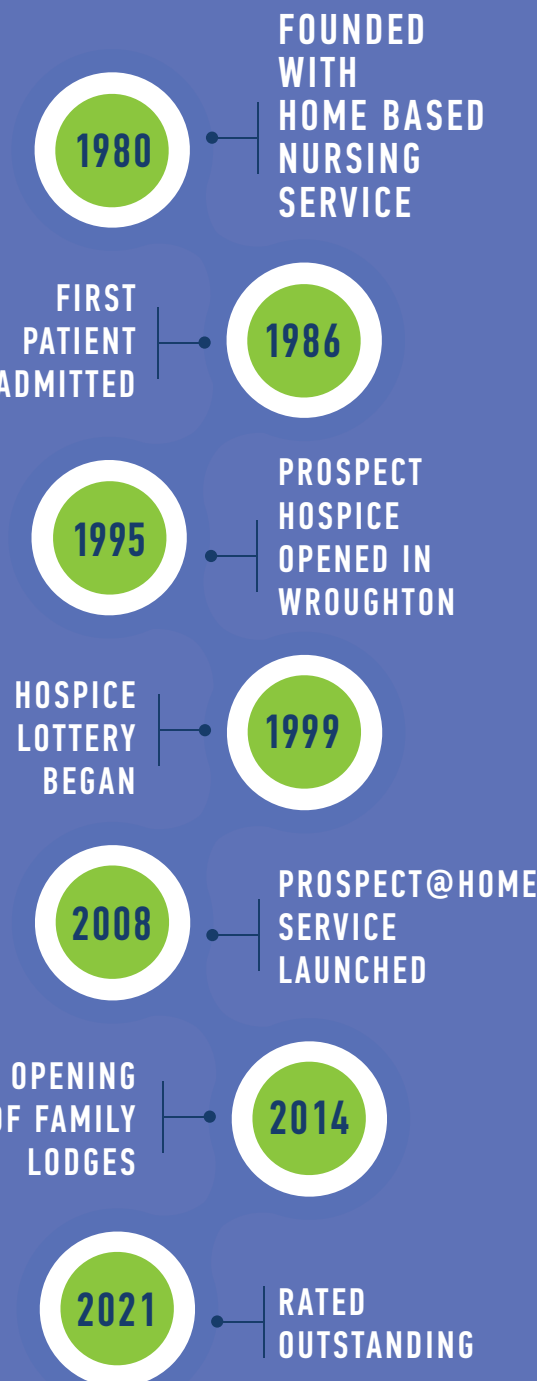 FOUNDED
WITH
HOME BASED
NURSING
SERVICE
1980
FIRST
PATIENT
ADMITTED
1986
PROSPECT
HOSPICE
OPENED IN
WROUGHTON
1995
HOSPICE
LOTTERY
BEGAN
1999
PROSPECT@HOME
SERVICE
LAUNCHED
2008
OPENING
OF FAMILY
LODGES
2014
2021
RATED
OUTSTANDING